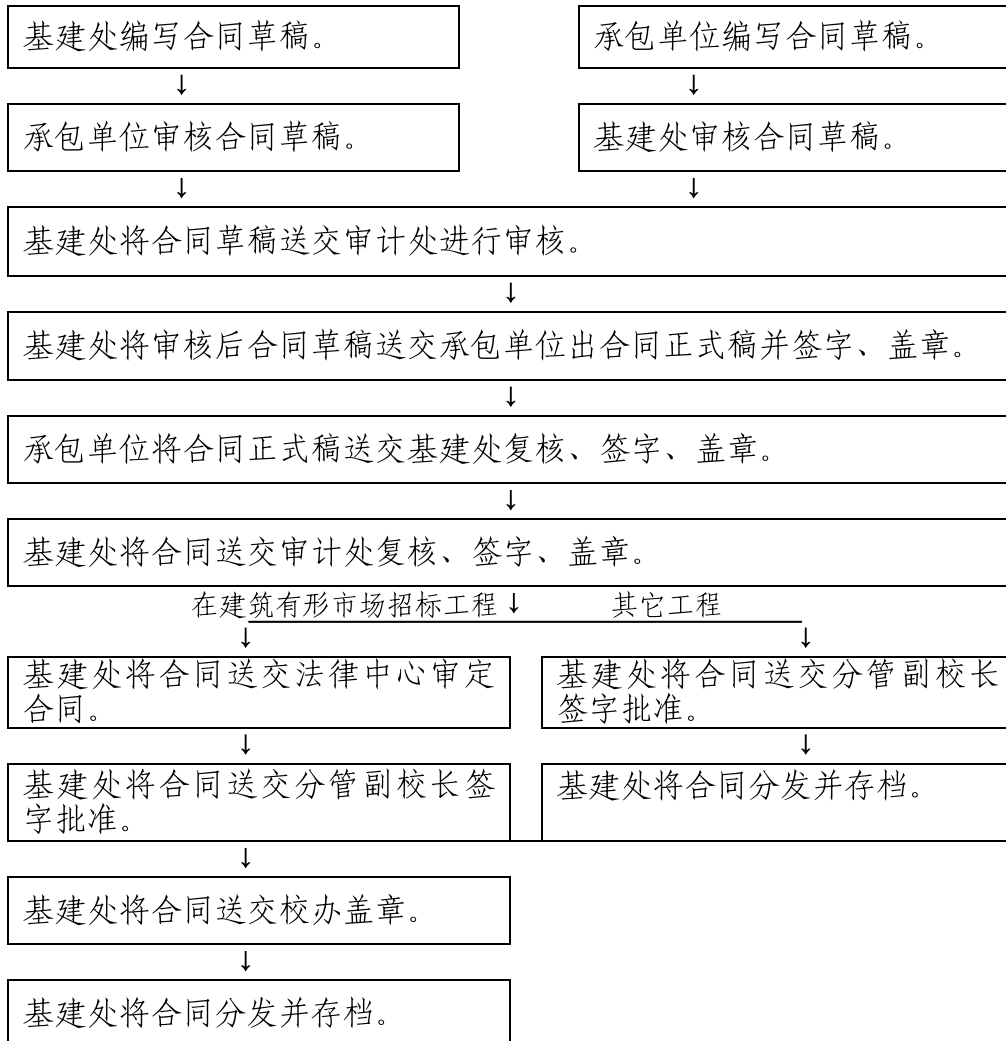 基建处编写合同草稿。
承包单位编写合同草稿。
↓
↓
承包单位审核合同草稿。
基建处审核合同草稿。
↓
↓
基建处将合同草稿送交审计处进行审核。
↓
基建处将审核后合同草稿送交承包单位出合同正式稿并签字、盖章。
↓
承包单位将合同正式稿送交基建处复核、签字、盖章。
↓
基建处将合同送交审计处复核、签字、盖章。
在建筑有形市场招标工程↓
其它工程
↓
↓
基建处将合同送交法律中心审定
合同。
基建处将合同送交分管副校长
签字批准。
↓
↓
基建处将合同送交分管副校长签
字批准。
基建处将合同分发并存档。
↓
基建处将合同送交校办盖章。
↓
基建处将合同分发并存档。